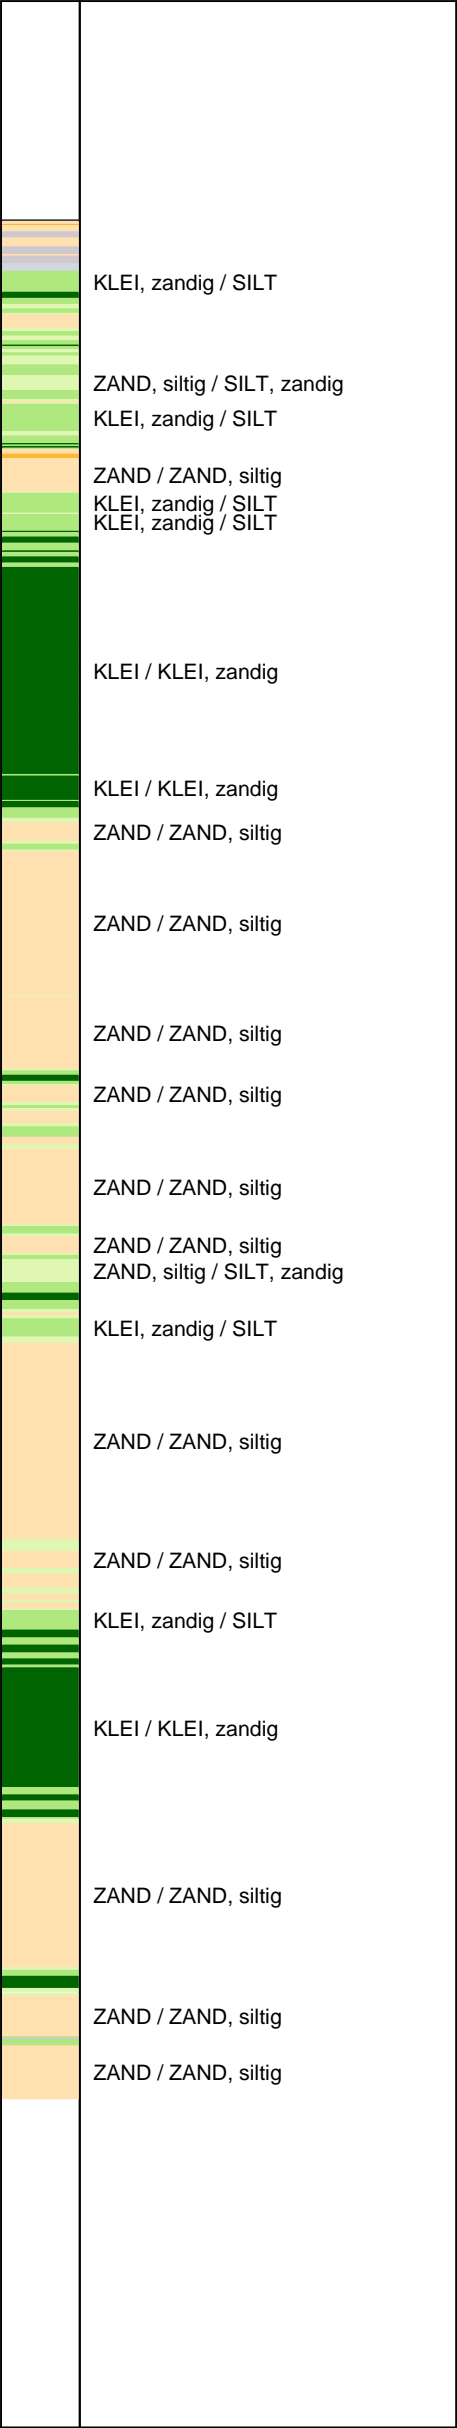 KLEI, zandig / SILT
ZAND, siltig / SILT, zandig
KLEI, zandig / SILT
ZAND / ZAND, siltig
KLEI, zandig / SILT
KLEI, zandig / SILT
KLEI / KLEI, zandig
KLEI / KLEI, zandig
ZAND / ZAND, siltig
ZAND / ZAND, siltig
ZAND / ZAND, siltig
ZAND / ZAND, siltig
ZAND / ZAND, siltig
ZAND / ZAND, siltig
ZAND, siltig / SILT, zandig
KLEI, zandig / SILT
ZAND / ZAND, siltig
ZAND / ZAND, siltig
KLEI, zandig / SILT
KLEI / KLEI, zandig
ZAND / ZAND, siltig
ZAND / ZAND, siltig
ZAND / ZAND, siltig